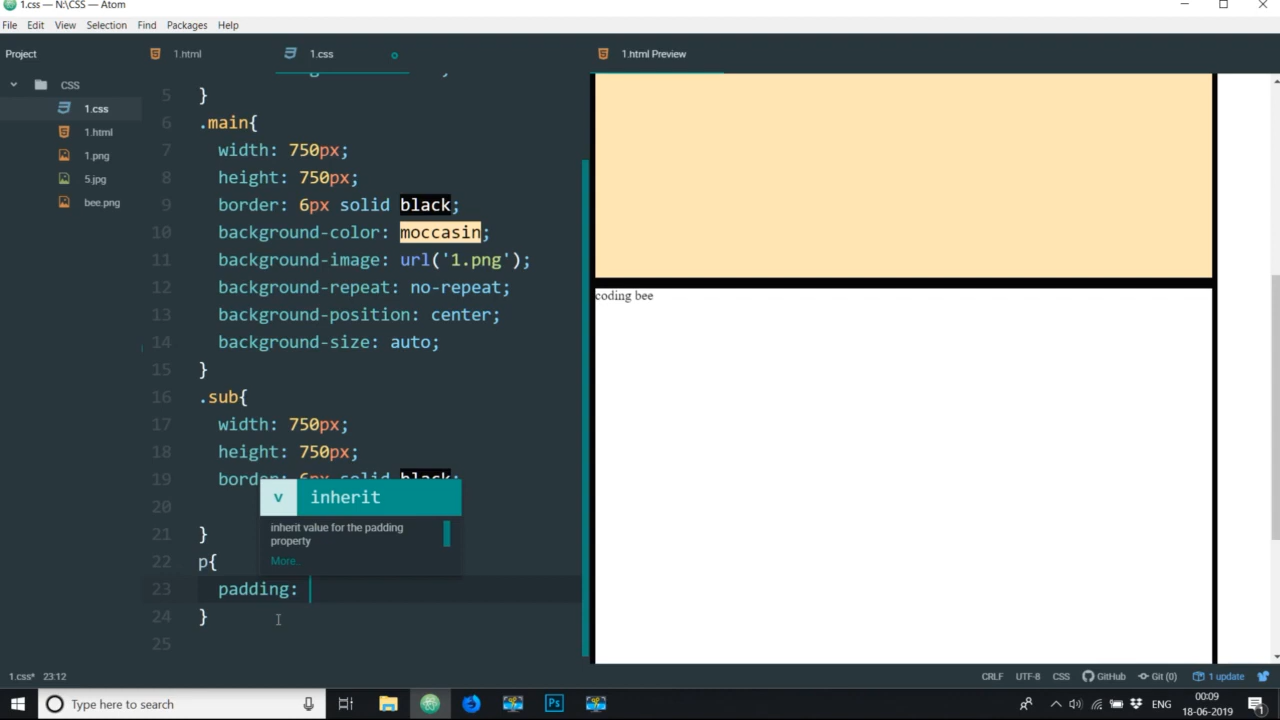 1.css — N:\CSS — Atom
File Edit View Selection Find Packages Help
Project
1.html
1.css
1.html Preview
CSS
1.css
1.html
1.png
5.jpg
bee.png
5 }
6 .main{
7 width: 750px;
8 height: 750px;
9 border: 6px solid black;
10 background-color: moccasin;
11 background-image: url('1.png');
12 background-repeat: no-repeat;
13 background-position: center;
14 background-size: auto;
15 }
16 .sub{
17 width: 750px;
18 height: 750px;
19 border: 6px solid black;
20
21 }
22 p{
23 padding:
24 }
25
v inherit
inherit value for the padding
property
More.
coding bee
1.css* 23:12
CRLF UTF-8 CSS GitHub Git (0) 1 update
Type here to search
Ps
ENG
00:09
18-06-2019
1